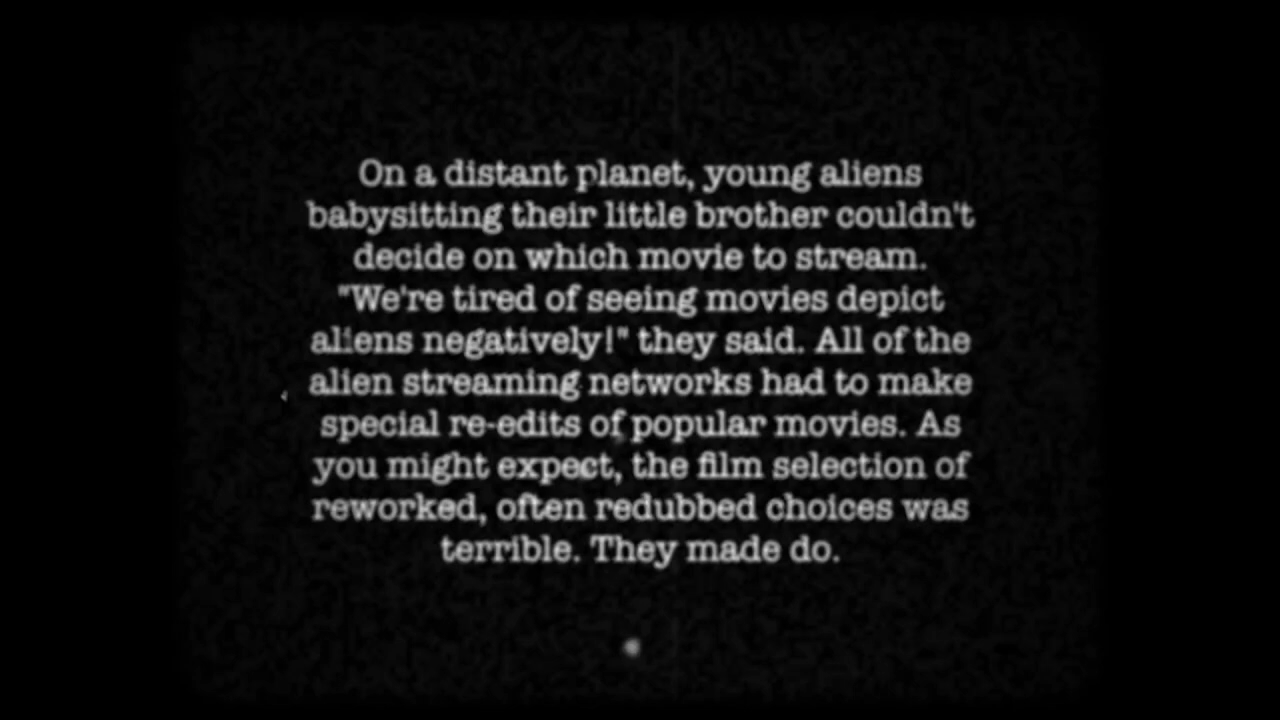 On a distant planet, young aliens
babysitting their little brother couldn't
decide on which movie to stream.
"We're tired of seeing movies depict
aliens negatively!" they said. All of the
alien streaming networks had to make
special re-edits of popular movies. As
you might expect, the film selection of
reworked, often redubbed choices was
terrible. They made do.